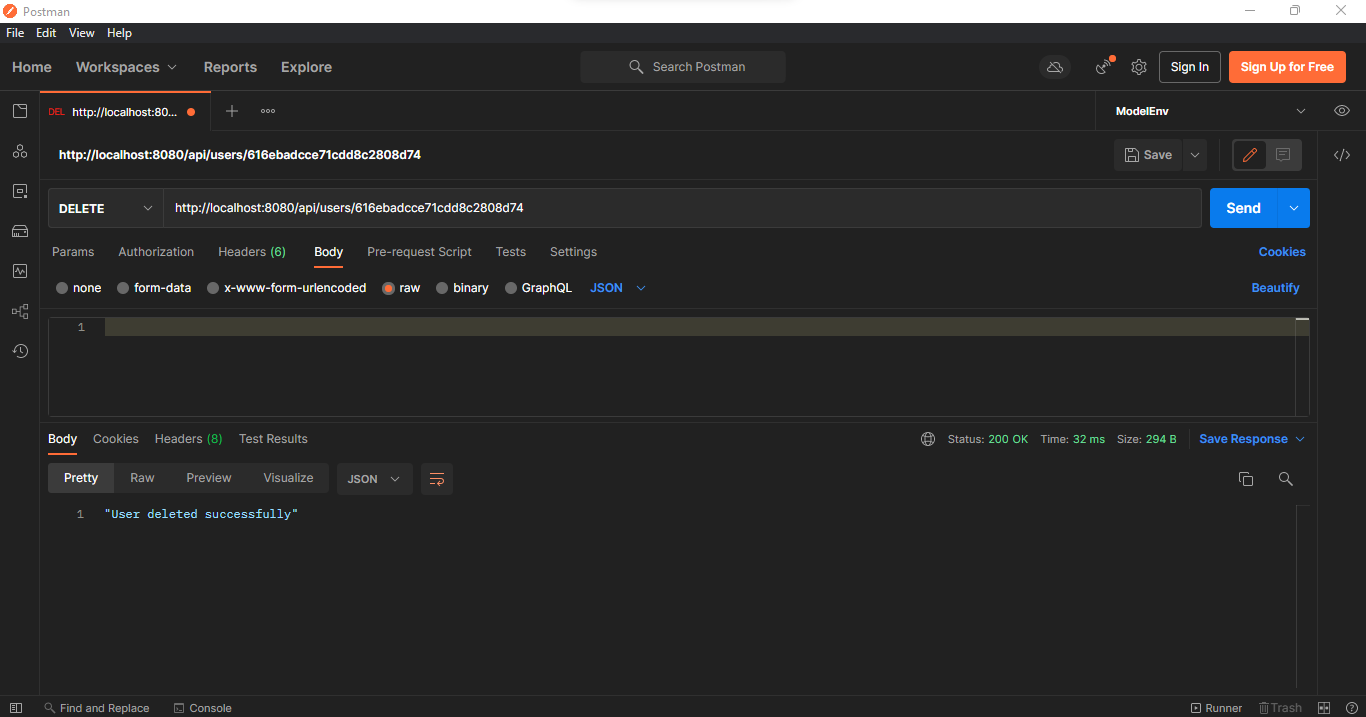 Postman
File Edit View Help
Home Workspaces Reports Explore Search Postman Sign In Sign Up for Free
DEL http://localhost:80... ModelEnv
http://localhost:8080/api/users/616ebadcce71cdd8c2808d74 Save
DELETE http://localhost:8080/api/users/616ebadcce71cdd8c2808d74 Send
Params Authorization Headers (6) Body Pre-request Script Tests Settings Cookies
none form-data x-www-form-urlencoded raw binary GraphQL JSON Beautify
1
Body Cookies Headers (8) Test Results Status: 200 OK Time: 32 ms Size: 294 B Save Response
Pretty Raw Preview Visualize JSON
1 "User deleted successfully"
Find and Replace Console Runner Trash